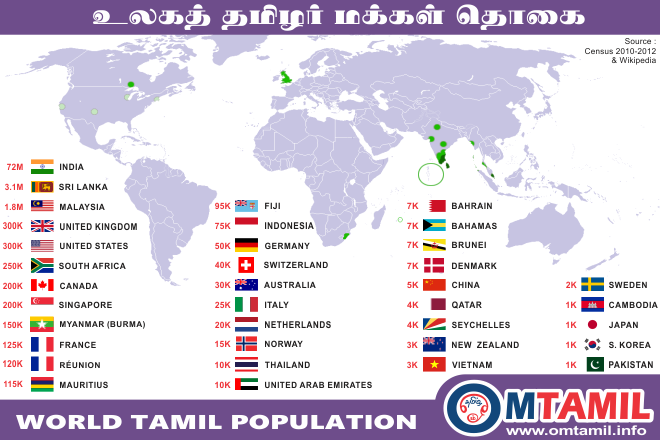 உலகத் தமிழர் மக்கள் தொகை
Source :
Census 2010-2012
& Wikipedia
72M INDIA
3.1M SRI LANKA
1.8M MALAYSIA
300K UNITED KINGDOM
300K UNITED STATES
250K SOUTH AFRICA
200K CANADA
200K SINGAPORE
150K MYANMAR (BURMA)
125K FRANCE
120K RÉUNION
115K MAURITIUS
95K FIJI
75K INDONESIA
50K GERMANY
40K SWITZERLAND
30K AUSTRALIA
25K ITALY
20K NETHERLANDS
15K NORWAY
10K THAILAND
10K UNITED ARAB EMIRATES
7K BAHRAIN
7K BAHAMAS
7K BRUNEI
7K DENMARK
5K CHINA
4K QATAR
4K SEYCHELLES
3K NEW ZEALAND
3K VIETNAM
2K SWEDEN
1K CAMBODIA
1K JAPAN
1K S. KOREA
1K PAKISTAN
WORLD TAMIL POPULATION
OMTAMIL
www.omtamil.info